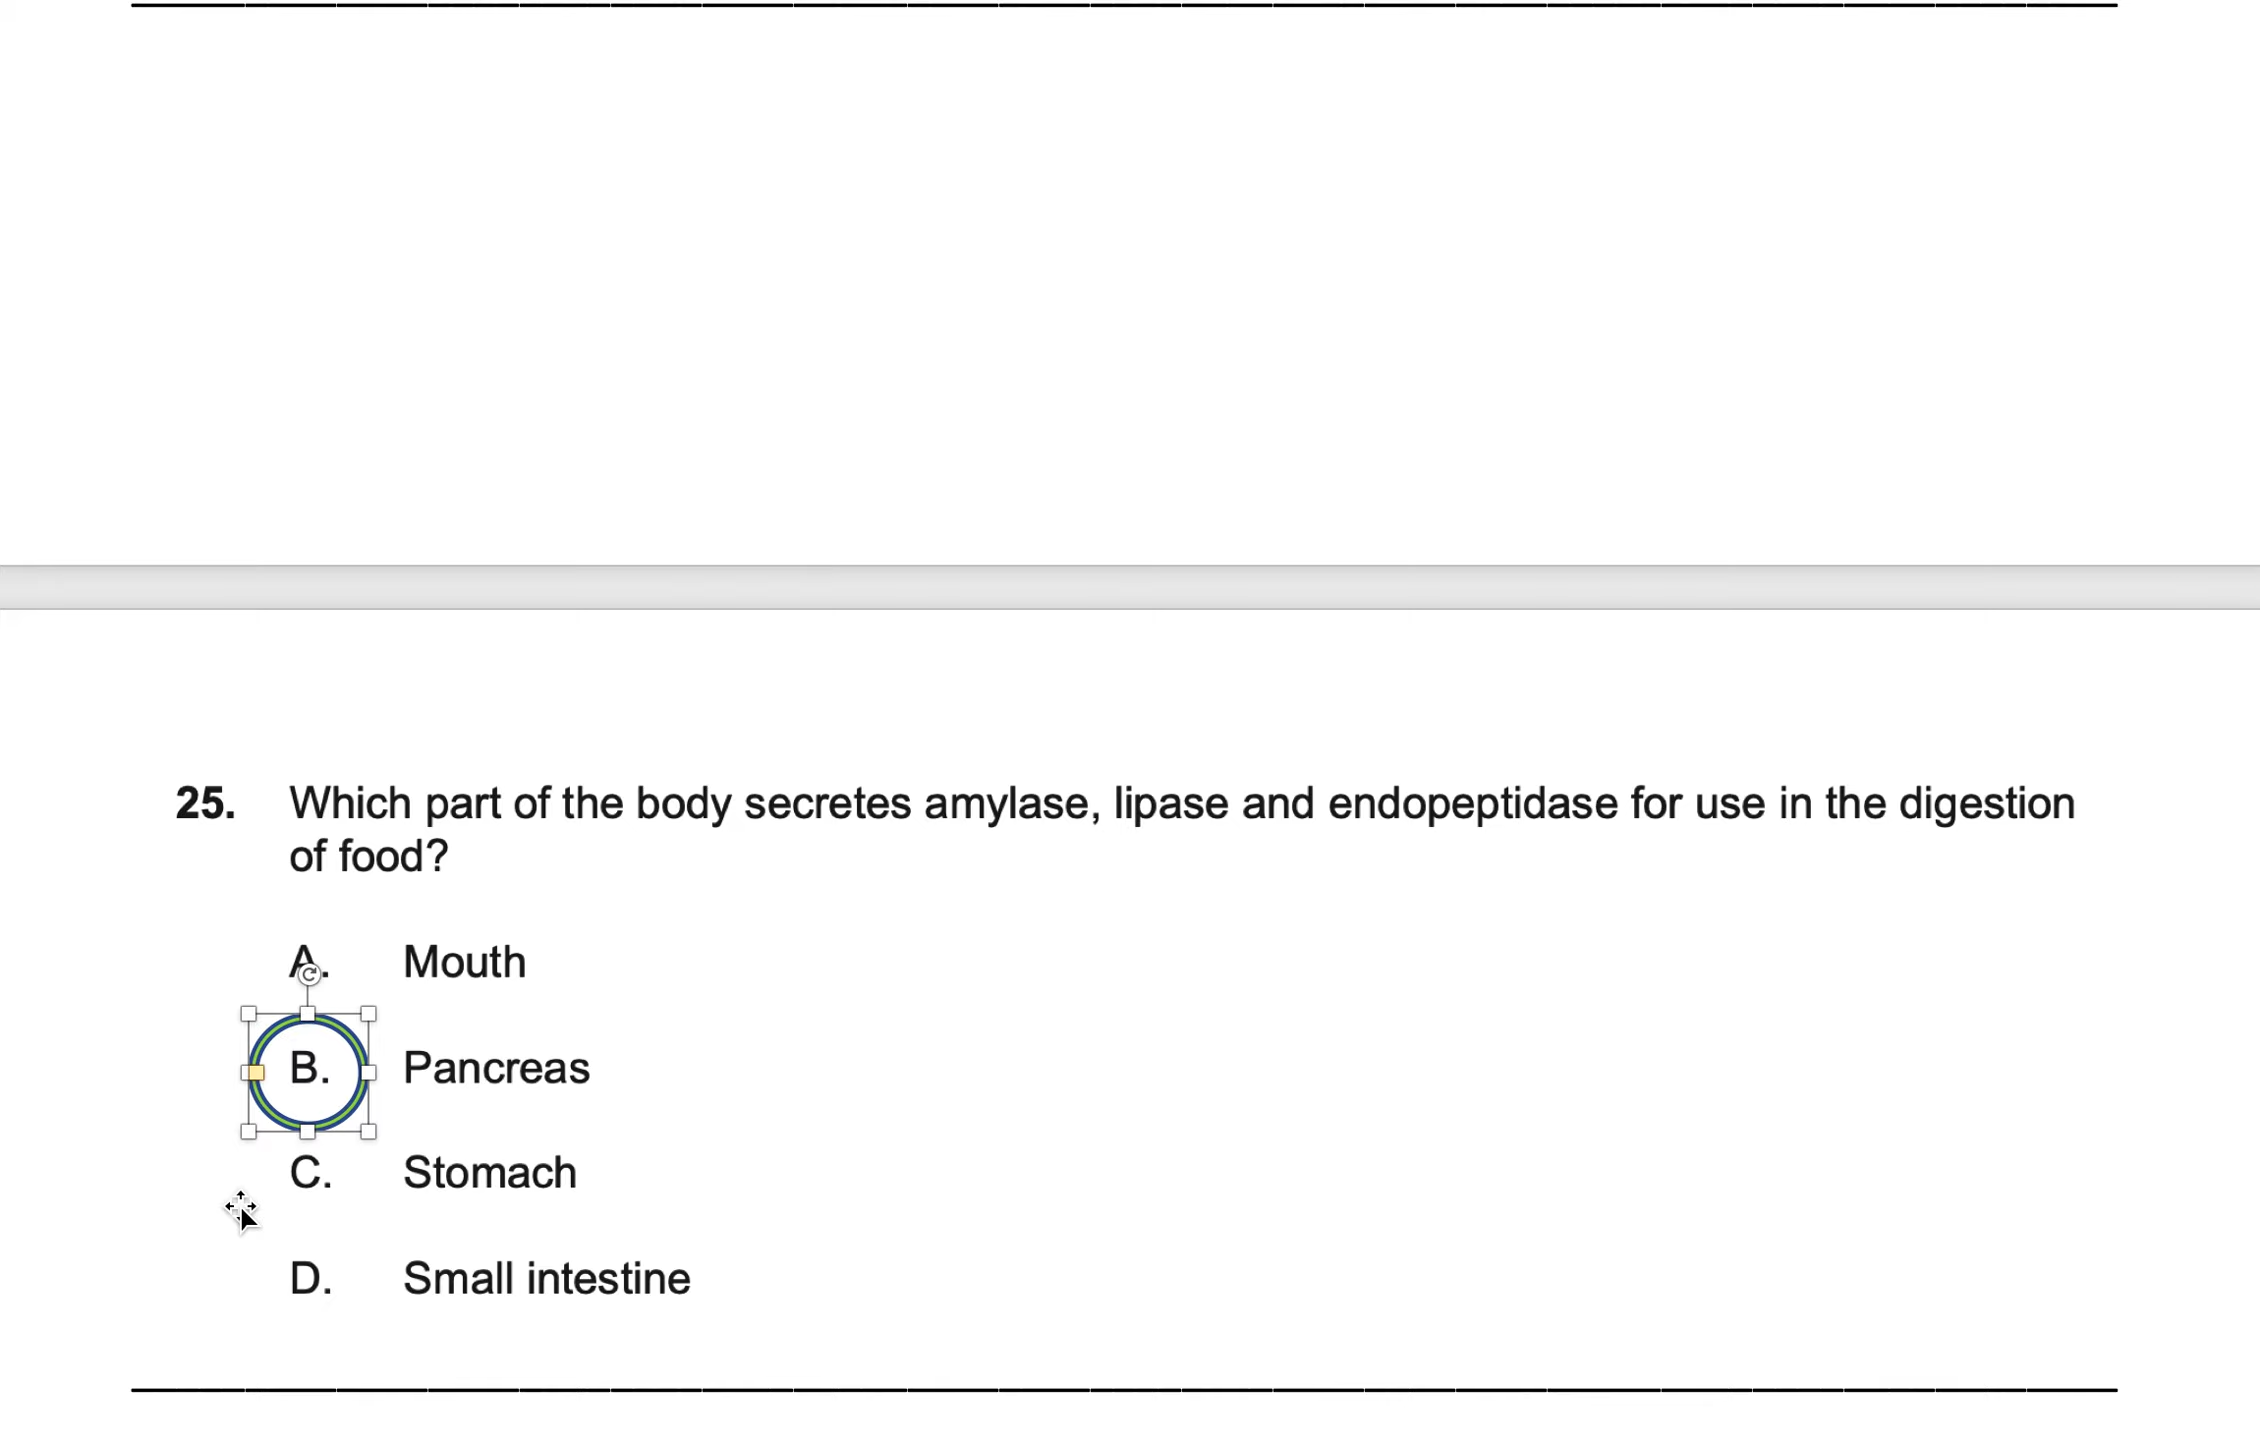 25. Which part of the body secretes amylase, lipase and endopeptidase for use in the digestion
of food?
A. Mouth
B. Pancreas
C. Stomach
D. Small intestine